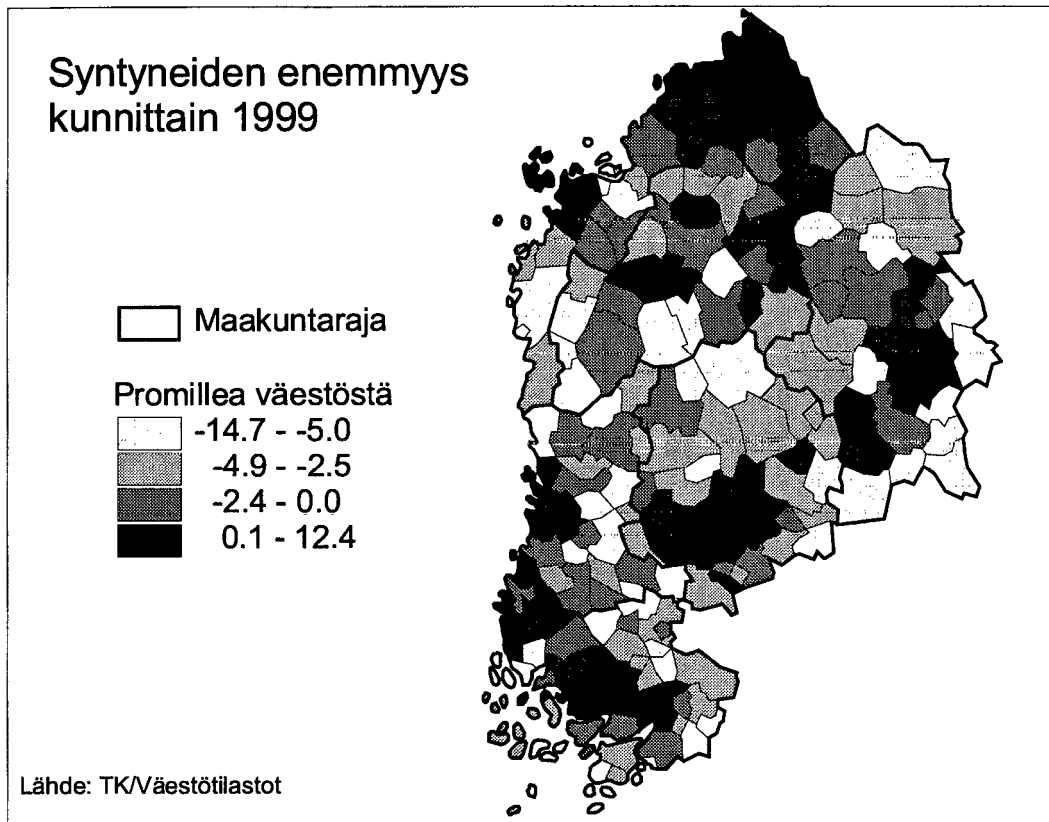 Syntyneiden enemmyys
kunnittain 1999
Maakuntaraja
Promillea väestöstä
-14.7 - -5.0
-4.9 - -2.5
-2.4 - 0.0
0.1 - 12.4
Lähde: TK/Väestötilastot